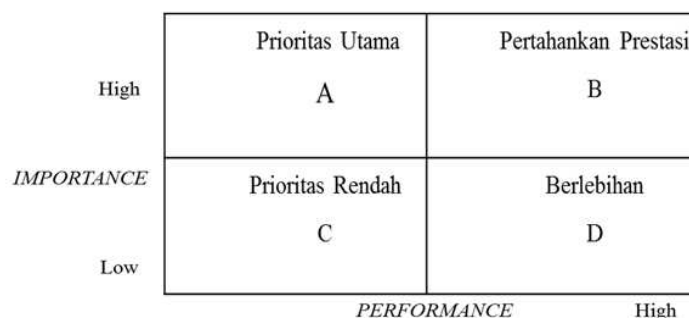 Prioritas Utama Pertahankan Prestasi
High A B
IMPORTANCE
Prioritas Rendah Berlebihan
C D
Low
PERFORMANCE High